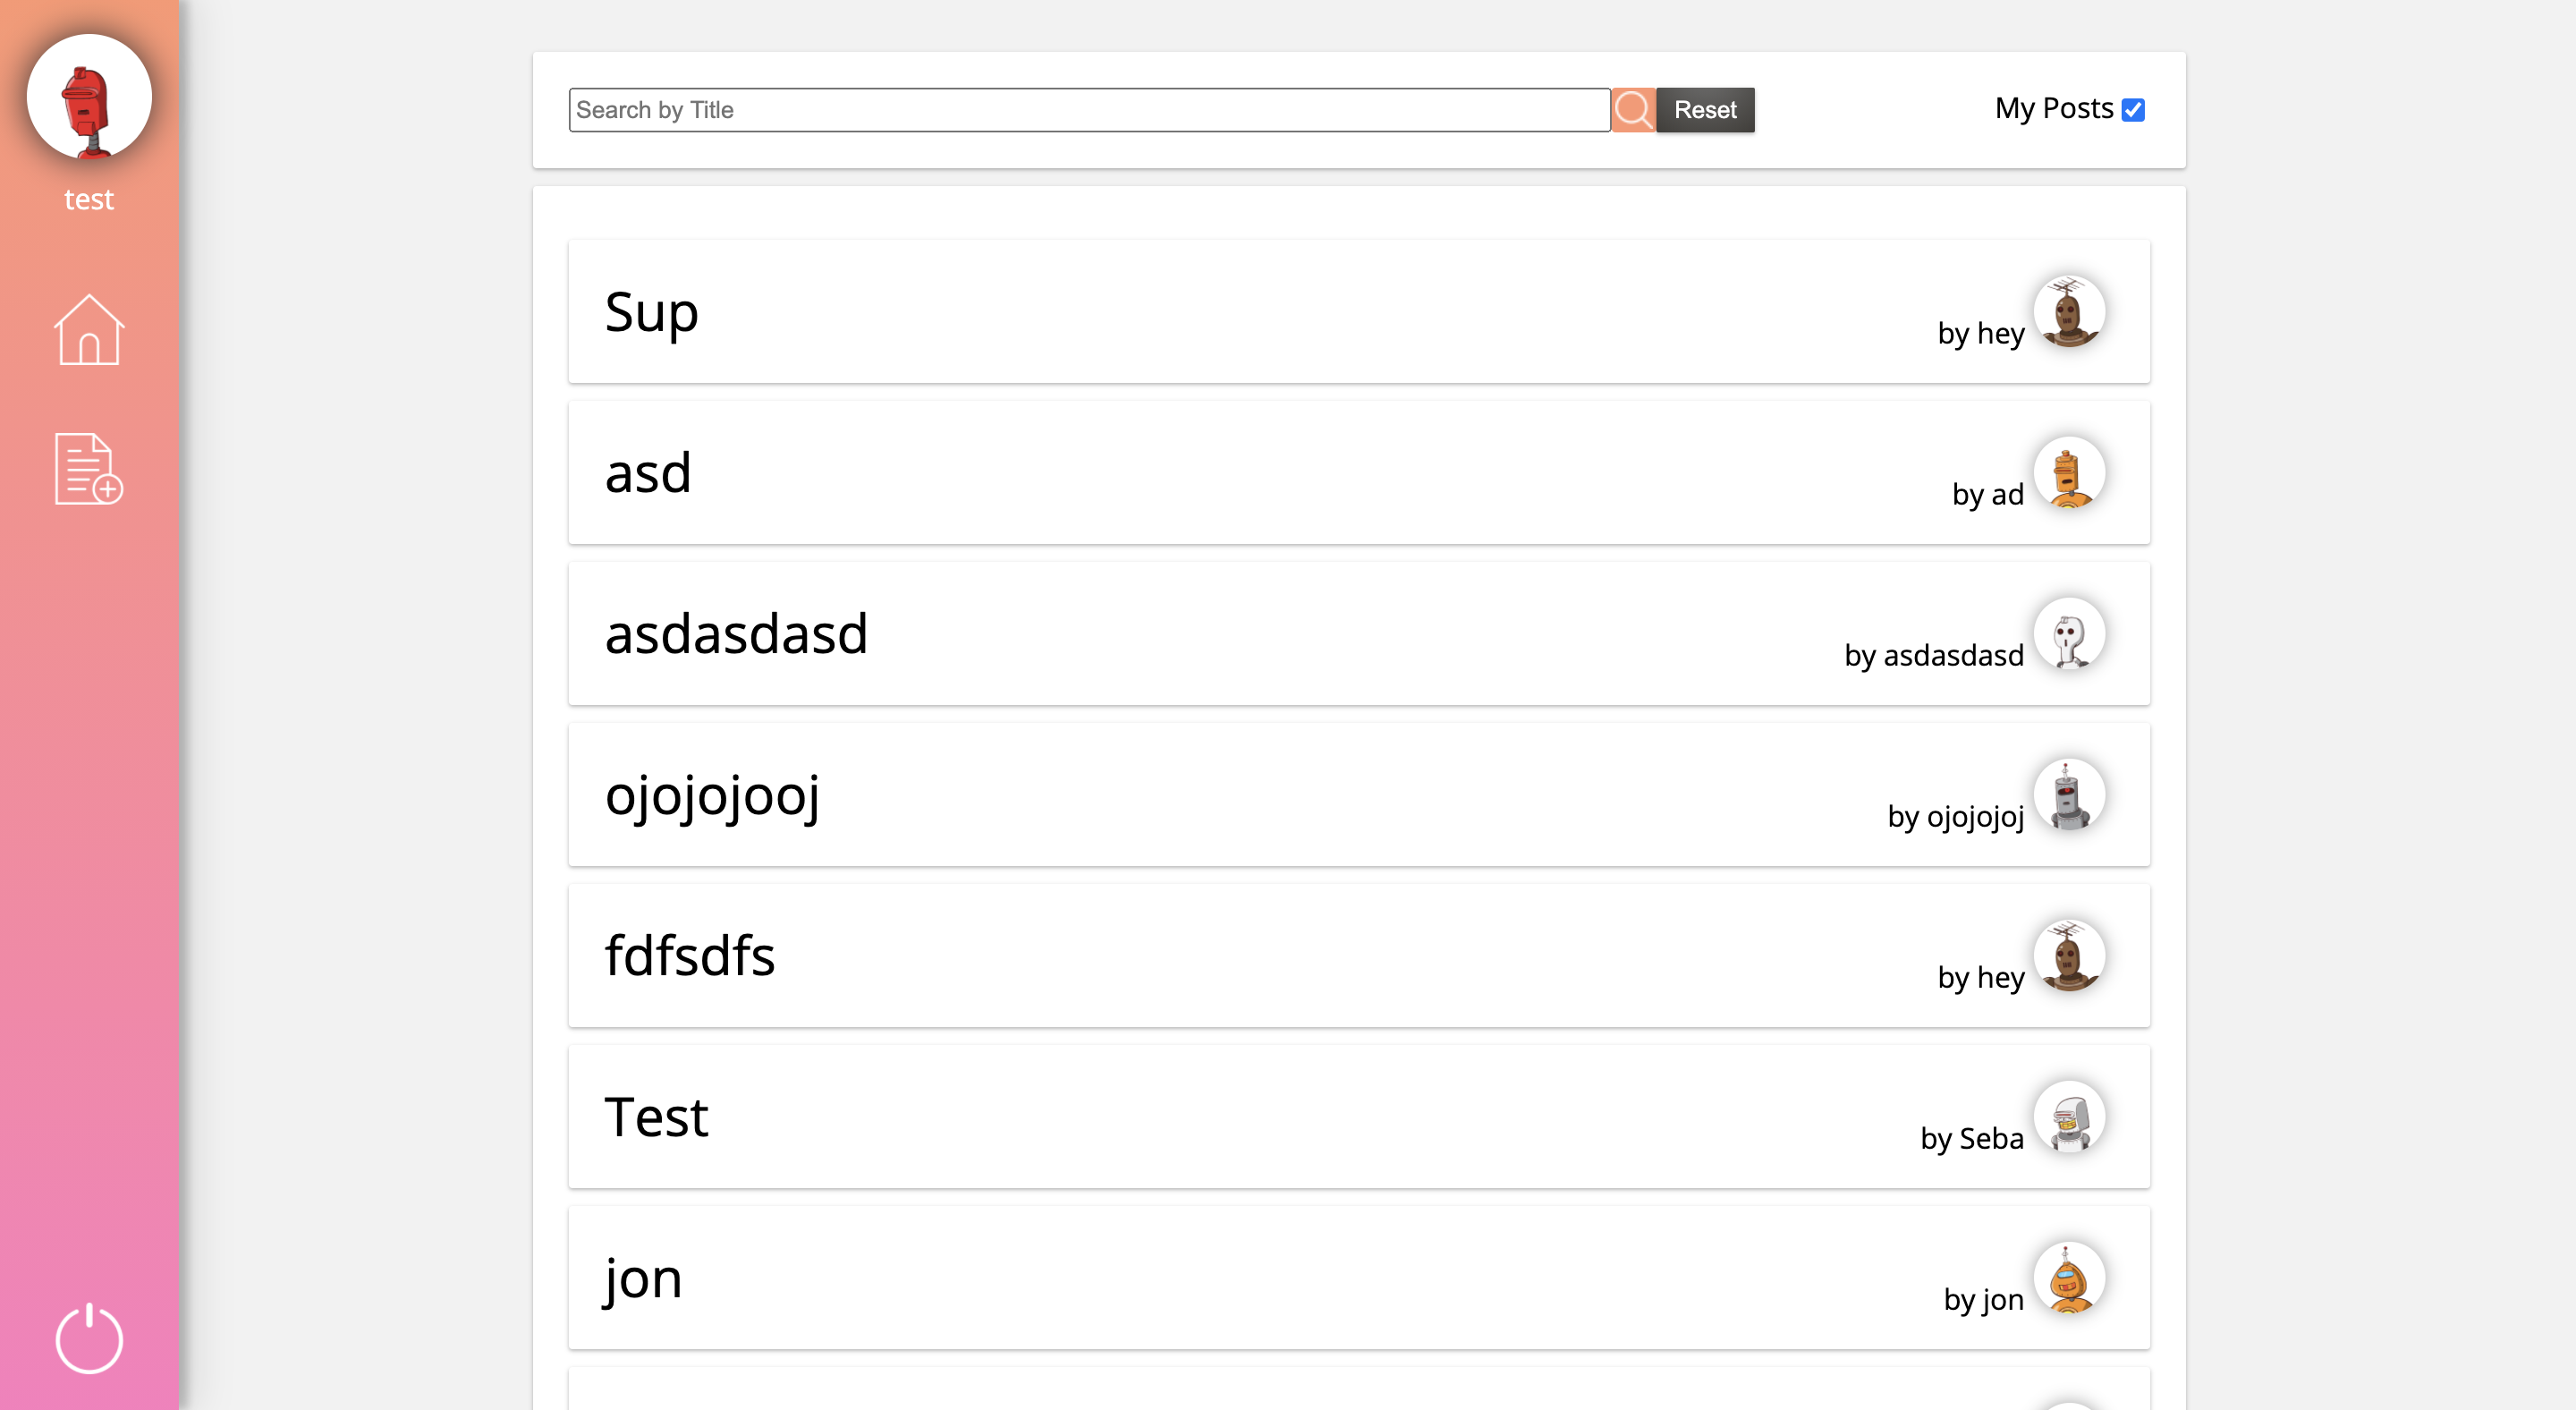 test
Search by Title
Reset
My Posts
Sup
by hey
asd
by ad
asdasdasd
by asdasdasd
ojojojooj
by ojojojoj
fdfsdfs
by hey
Test
by Seba
jon
by jon